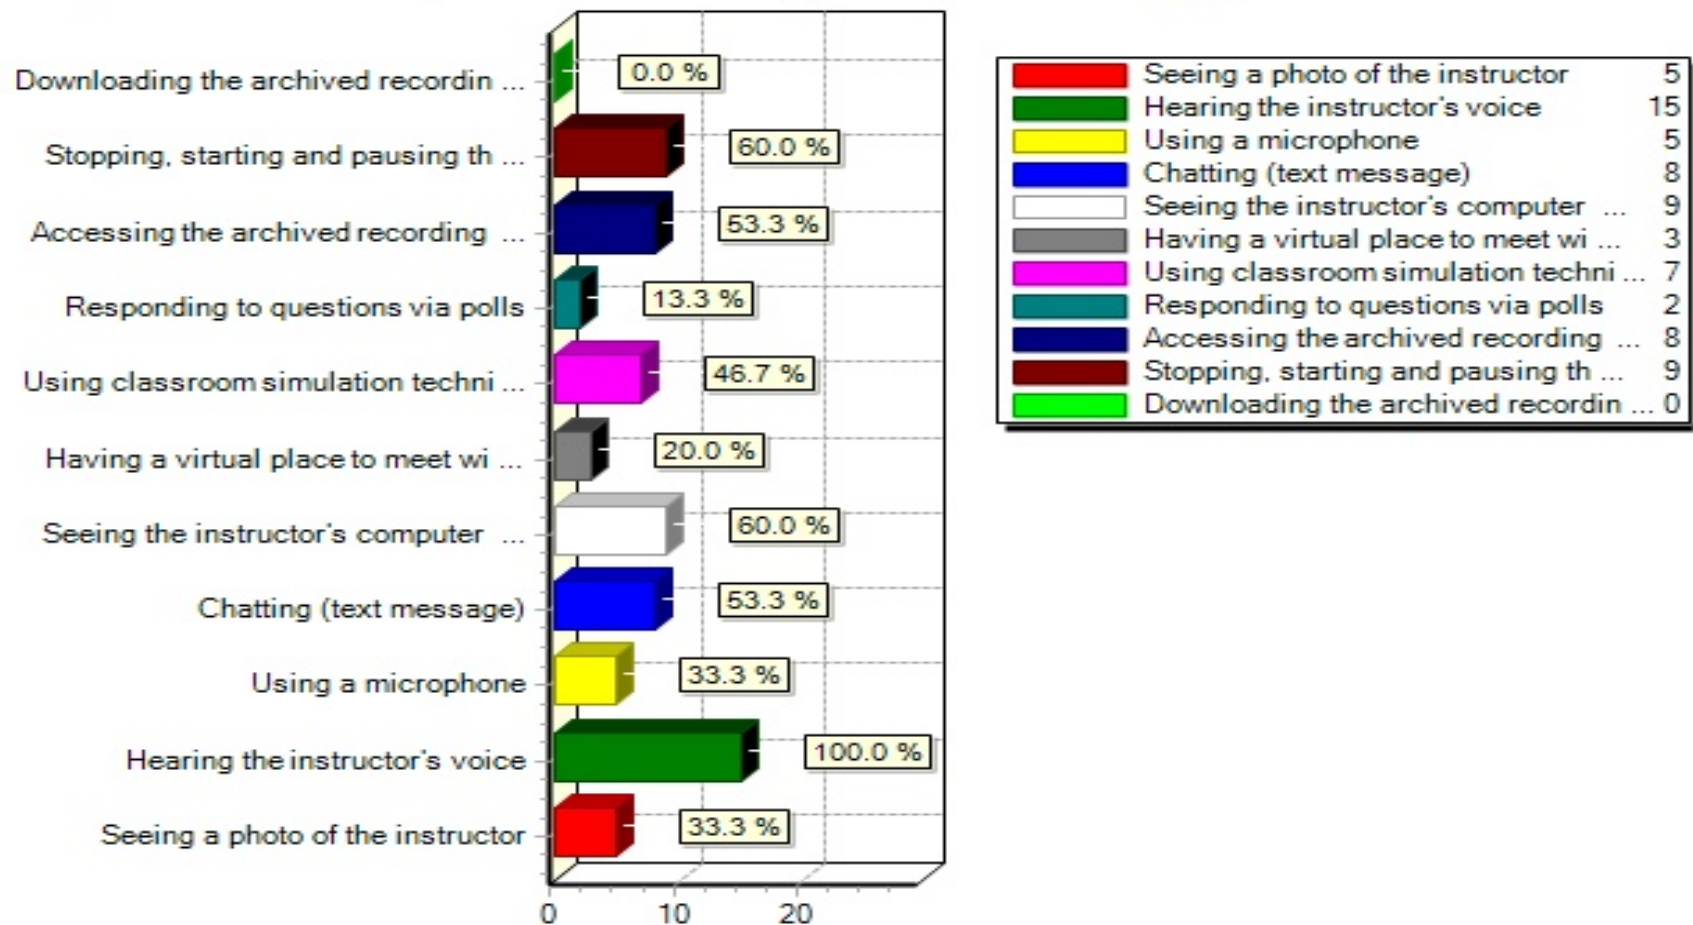 Downloading the archived recordin ...
0.0 %
Stopping, starting and pausing th ...
60.0 %
Accessing the archived recording ...
53.3 %
Responding to questions via polls
13.3 %
Using classroom simulation techni ...
46.7 %
Having a virtual place to meet wi ...
20.0 %
Seeing the instructor's computer ...
60.0 %
Chatting (text message)
53.3 %
Using a microphone
33.3 %
Hearing the instructor's voice
100.0 %
Seeing a photo of the instructor
33.3 %
0 10 20
Seeing a photo of the instructor 5
Hearing the instructor's voice 15
Using a microphone 5
Chatting (text message) 8
Seeing the instructor's computer ... 9
Having a virtual place to meet wi ... 3
Using classroom simulation techni ... 7
Responding to questions via polls 2
Accessing the archived recording ... 8
Stopping, starting and pausing th ... 9
Downloading the archived recordin ... 0